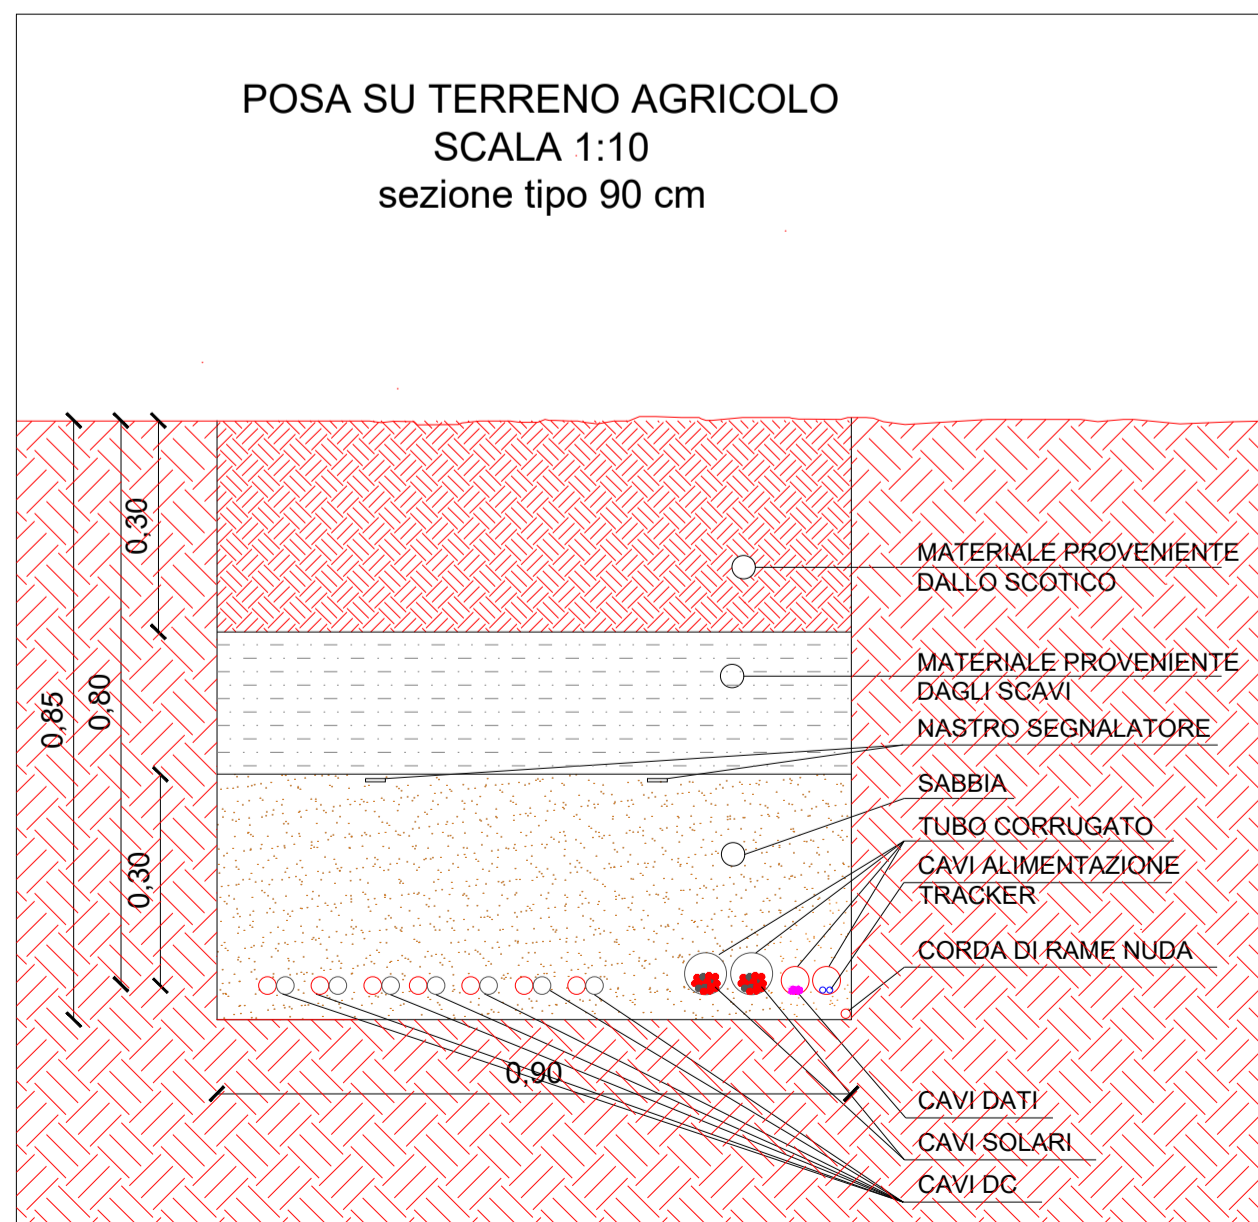 POSA SU TERRENO AGRICOLO
SCALA 1:10
sezione tipo 90 cm
0,30
0,85
0,80
0,30
0,90
MATERIALE PROVENIENTE
DALLO SCOTICO
MATERIALE PROVENIENTE
DAGLI SCAVI
NASTRO SEGNALATORE
SABBIA
TUBO CORRUGATO
CAVI ALIMENTAZIONE
TRACKER
CORDA DI RAME NUDA
CAVI DATI
CAVI SOLARI
CAVI DC